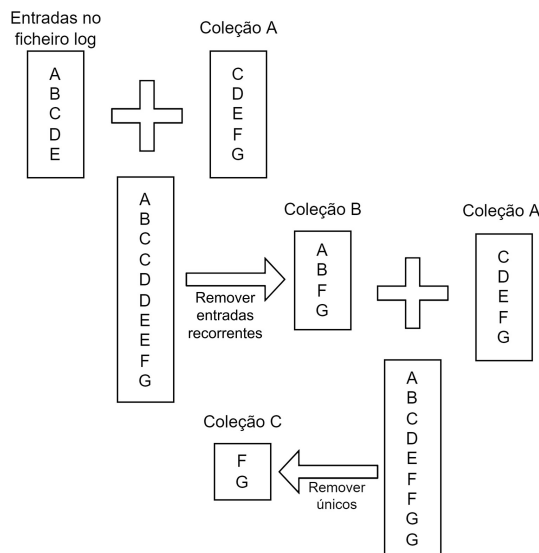 Entradas no
ficheiro log
A
B
C
D
E
Coleção A
C
D
E
F
G
A
B
C
C
D
D
E
E
F
G
Remover
entradas
recorrentes
Coleção B
A
B
F
G
Coleção A
C
D
E
F
G
A
B
C
D
E
F
F
G
G
Remover
únicos
Coleção C
F
G